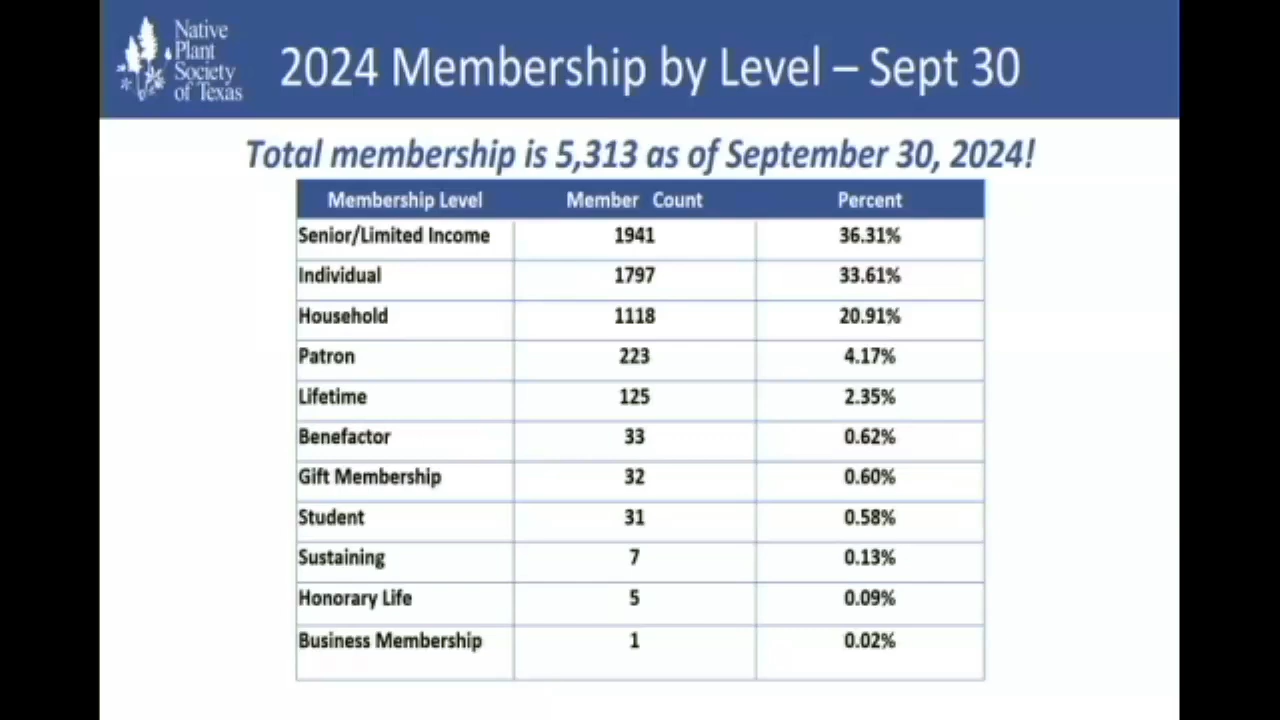 Native
Plant
Society
of Texas
2024 Membership by Level – Sept 30
Total membership is 5,313 as of September 30, 2024!
Membership Level Member Count Percent
Senior/Limited Income 1941 36.31%
Individual 1797 33.61%
Household 1118 20.91%
Patron 223 4.17%
Lifetime 125 2.35%
Benefactor 33 0.62%
Gift Membership 32 0.60%
Student 31 0.58%
Sustaining 7 0.13%
Honorary Life 5 0.09%
Business Membership 1 0.02%